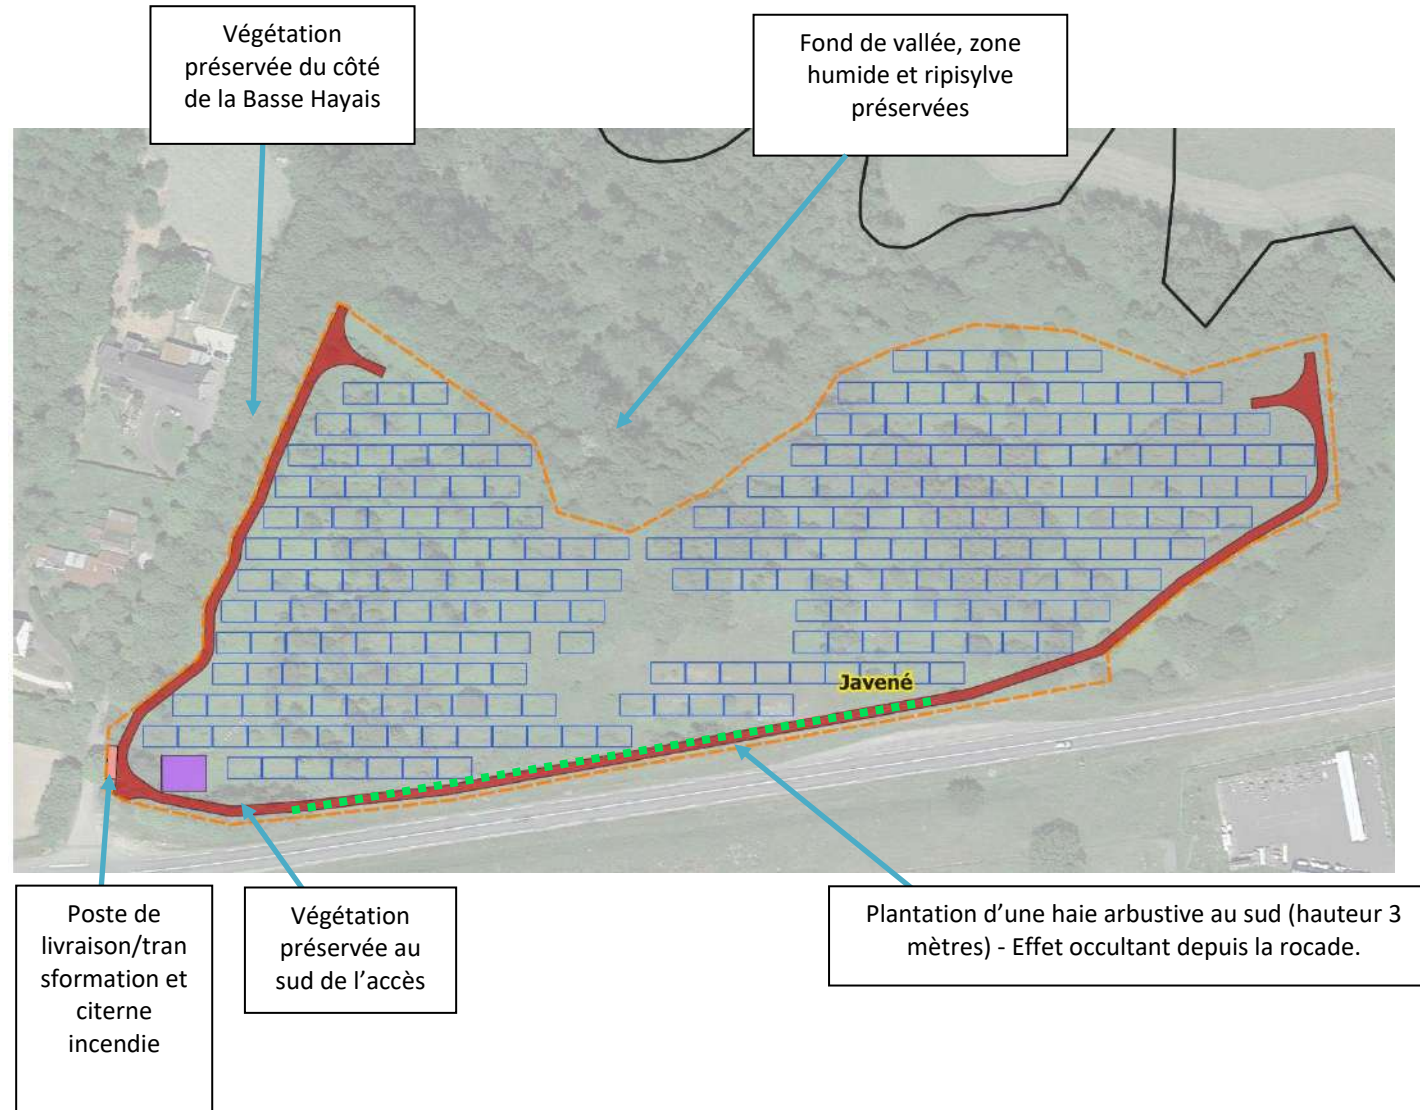 Végétation
préservée du côté
de la Basse Hayais
Fond de vallée, zone
humide et ripisylve
préservées
Javené
Poste de
livraison/tran
sformation et
citerne
incendie
Végétation
préservée au
sud de l’accès
Plantation d’une haie arbustive au sud (hauteur 3
mètres) - Effet occultant depuis la rocade.